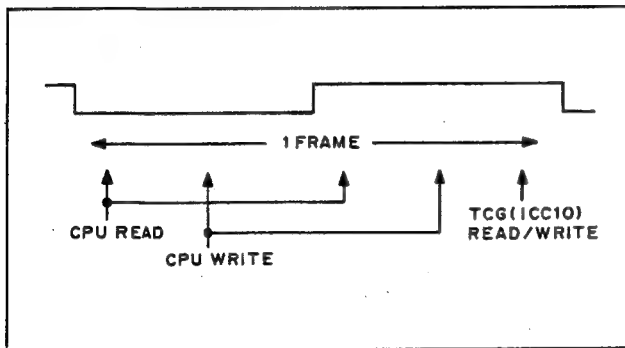 1 FRAME
CPU READ
CPU WRITE
TCG(ICC10)
READ/WRITE